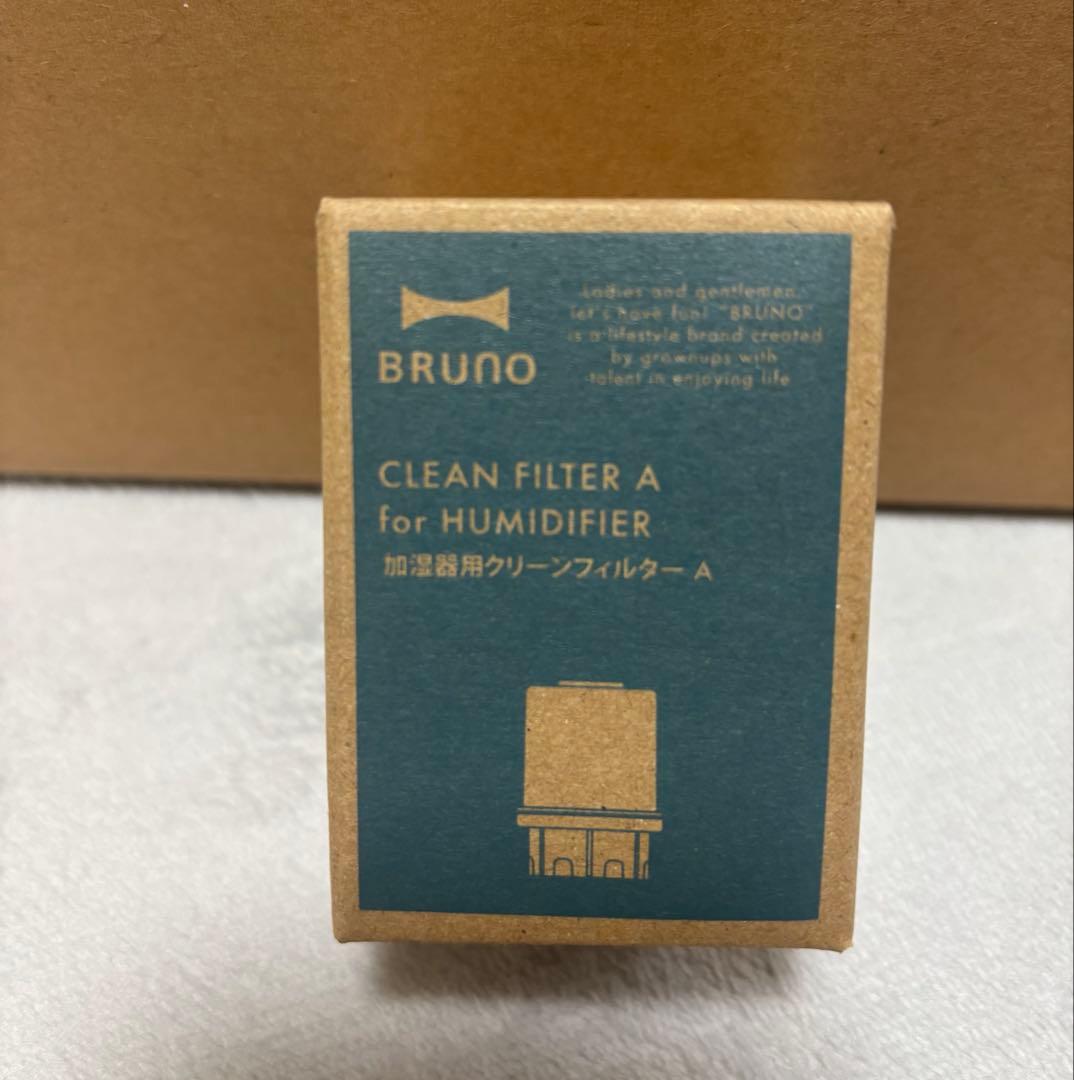 BRUNO
Ladies and gentlemen.
let's have fun! "BRUNO"
is a lifestyle brand created
by grownups with
talent in enjoying life
CLEAN FILTER A
for HUMIDIFIER
加湿器用クリーンフィルター A